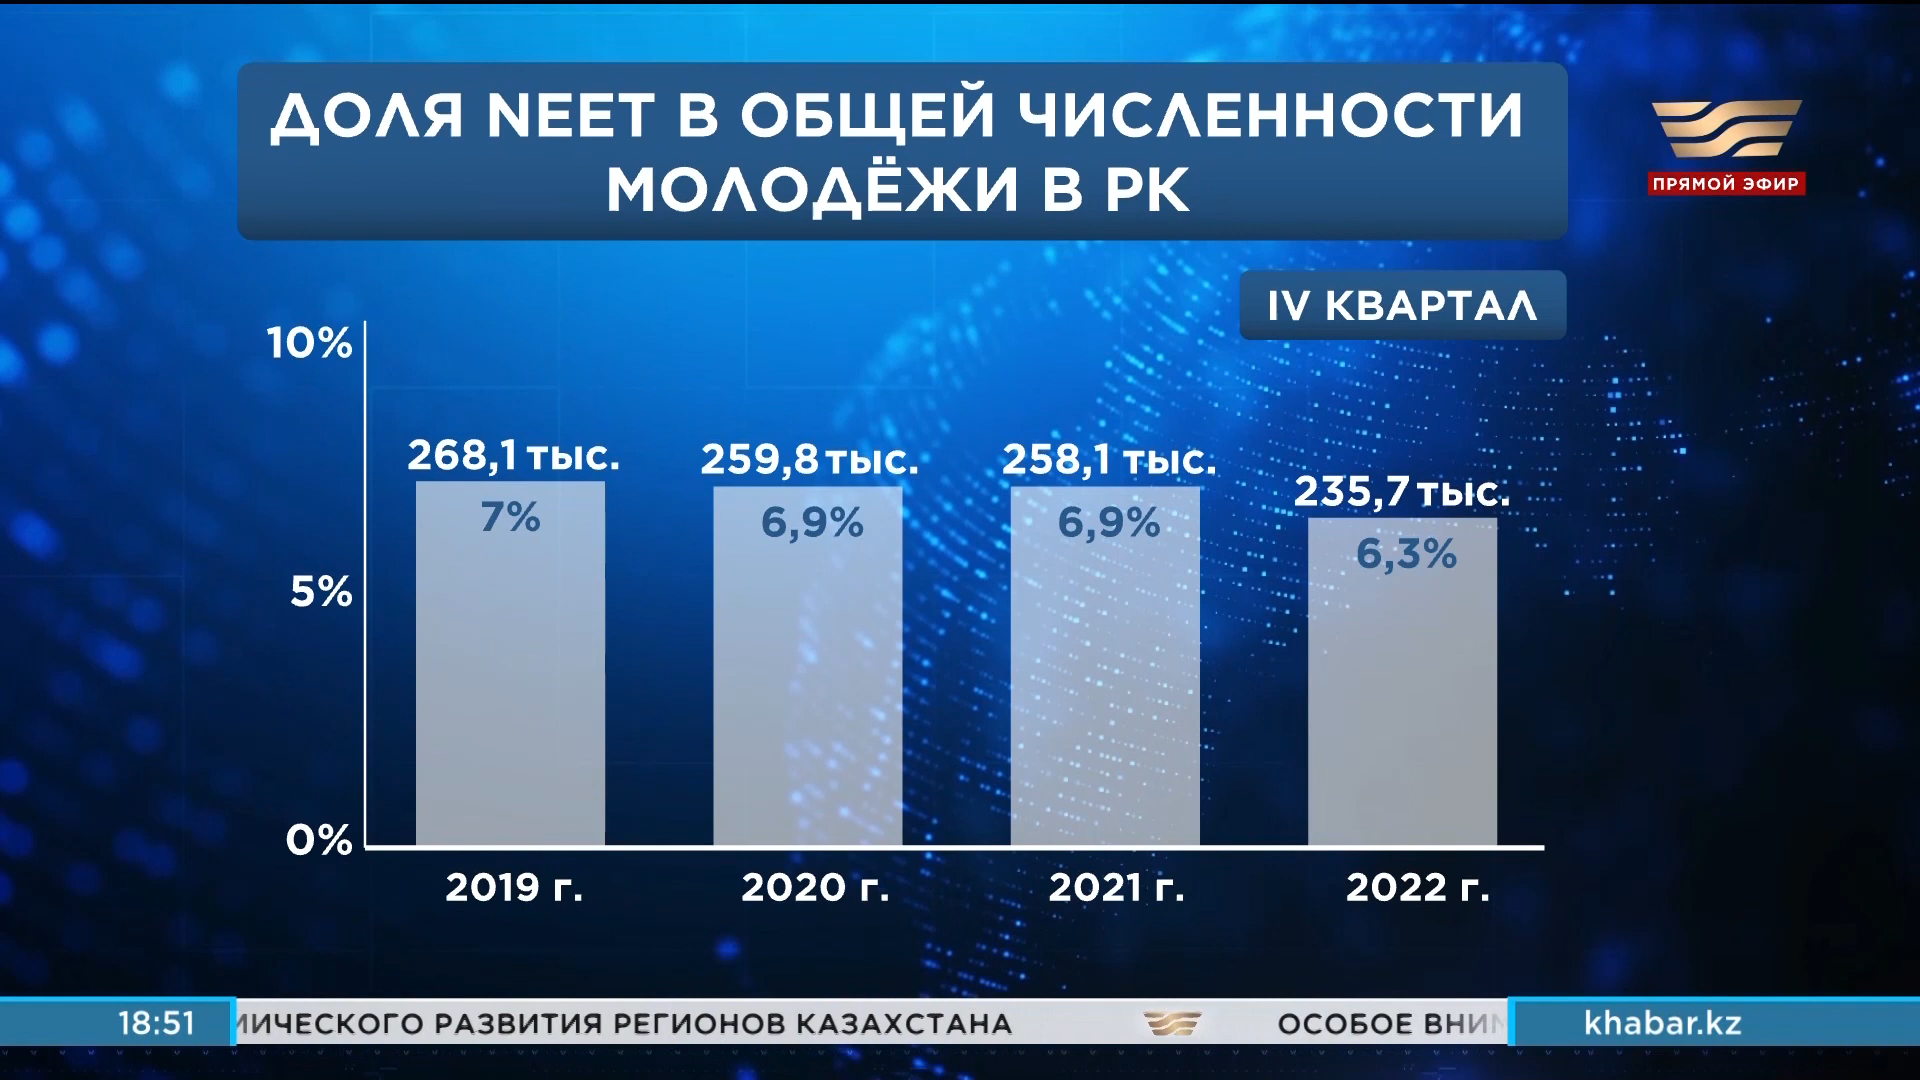 ДОЛЯ NEET В ОБЩЕЙ ЧИСЛЕННОСТИ
МОЛОДЁЖИ В РК
ПРЯМОЙ ЭФИР
IV КВАРТАЛ
10%
5%
0%
268,1 тыс.
7%
259,8 тыс.
6,9%
258,1 тыс.
6,9%
235,7 тыс.
6,3%
2019 г.
2020 г.
2021 г.
2022 г.
18:51
РАЗВИТИЯ РЕГИОНОВ КАЗАХСТАНА
ОСОБОЕ
khabar.kz